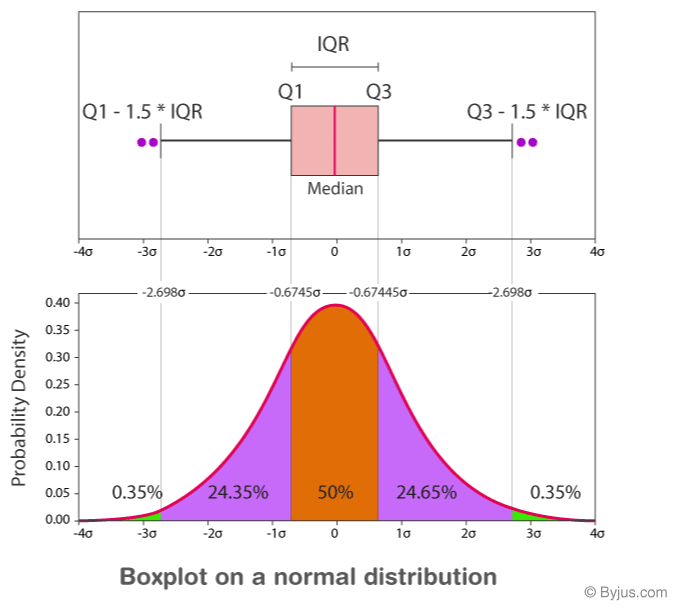 IQR
Q1 Q3
Q1 - 1.5 * IQR Q3 - 1.5 * IQR
Median
-4σ -3σ -2σ -1σ 0 1σ 2σ 3σ 4σ
-2.698σ -0.6745σ -0.67445σ -2.698σ
0.40
0.35
0.30
0.25
0.20
0.15
0.10
0.05
0.00
Probability Density
0.35% 24.35% 50% 24.65% 0.35%
-4σ -3σ -2σ -1σ 0 1σ 2σ 3σ 4σ
Boxplot on a normal distribution
© Byjus.com